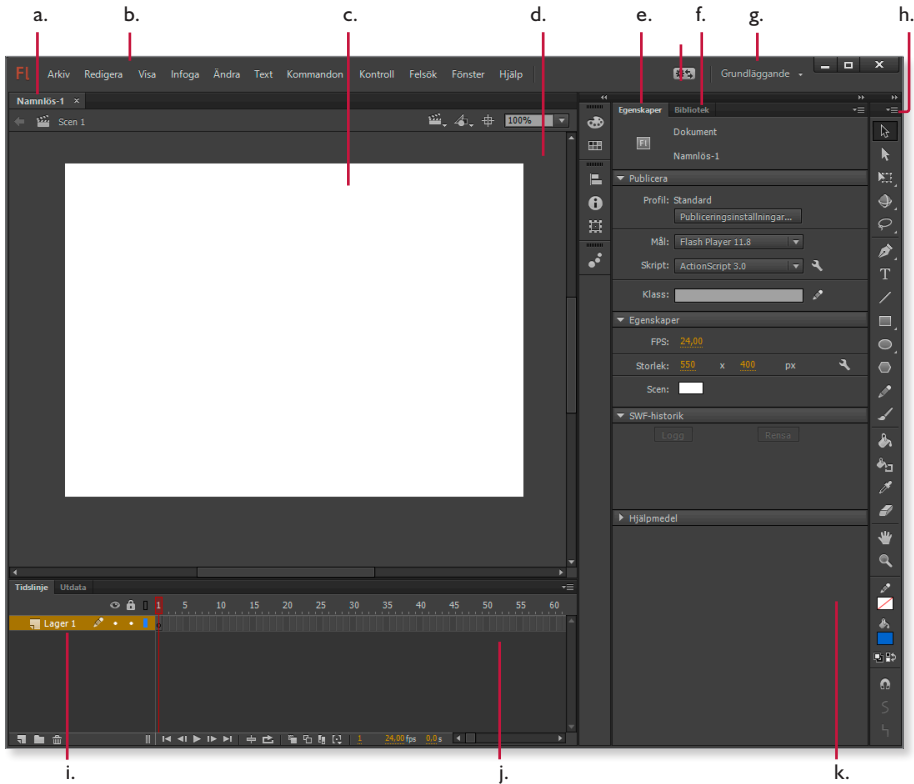 a. b. c. d. e. f. g. h.
Fl Arkiv Redigera Visa Infoga Ändra Text Kommandon Kontroll Felsök Fönster Hjälp Grundläggande
Namnlös-1 ×
Scen 1 100%
Egenskaper Bibliotek
Dokument
Fl
Namnlös-1
Publicera
Profil: Standard
Publiceringsinställningar...
Mål: Flash Player 11.8
Skript: ActionScript 3.0
Klass:
Egenskaper
FPS: 24,00
Storlek: 550 x 400 px
Scen:
SWF-historik
Logg Rensa
Hjälpmedel
T
Tidslinje Utdata
1 5 10 15 20 25 30 35 40 45 50 55 60
Lager 1
1 24.00 fps 0.0 s
i. j. k.